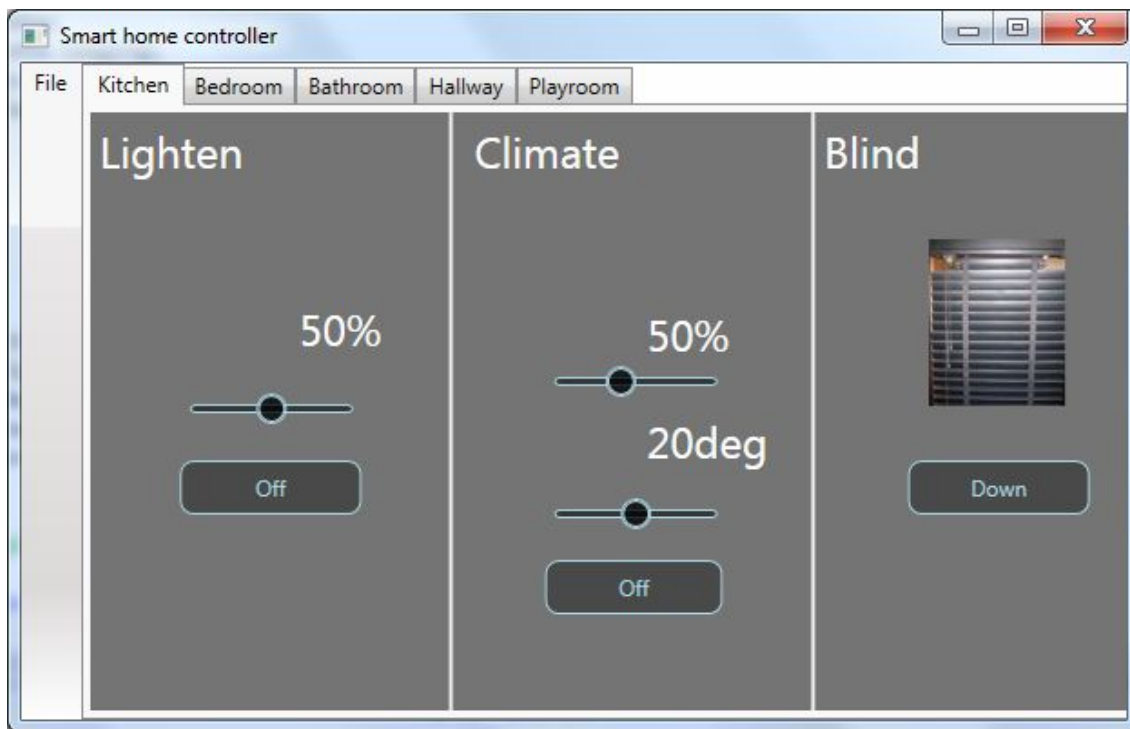 Smart home controller
File Kitchen Bedroom Bathroom Hallway Playroom
Lighten
50%
Off
Climate
50%
20deg
Off
Blind
Down